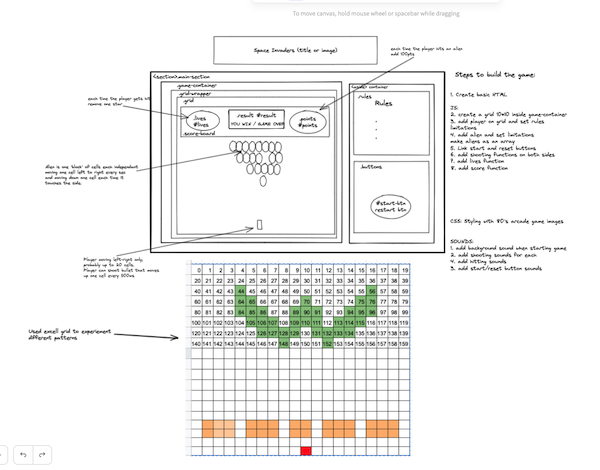 To move canvas, hold mouse wheel or spacebar while dragging
Space Invaders (title or image)
each time the player hits an alien
add 100pts
<section>.main-section
.game-container
.grid-wrapper
.grid
.lives
#lives
result #result
YOU WIN / GAME OVER
.points
#points
.score-board
each time the player gets hit
remove one star
Alien is one 'block' of cells each independent
moving one cell left to right every sec
and moving down one cell each time it
touches the side.
Player moving left-right only,
probably up to 20 cells.
Player can shoot bullet that moves
up one cell every 500ms
.rules
Rules
.buttons
#start-btn
restart btn
Steps to build the game:
1. Create basic HTML
JS:
2. create a grid 10x10 inside game-container
3. add player on grid and set rules
limitations
4. add alien and set limitations
make aliens as an array
5. Link start and reset buttons
6. add shooting function on both sides
7. add lives function
8. add score function
CSS: Styling with 80's arcade game images
SOUNDS:
1. add background sound when starting game
2. add shooting sounds for each
4. add hitting sounds
3. add start/reset button sounds
Used excell grid to experiment
different patterns
0 1 2 3 4 5 6 7 8 9 10 11 12 13 14 15 16 17 18 19
20 21 22 23 24 25 26 27 28 29 30 31 32 33 34 35 36 37 38 39
40 41 42 43 44 45 46 47 48 49 50 51 52 53 54 55 56 57 58 59
60 61 62 63 64 65 66 67 68 69 70 71 72 73 74 75 76 77 78 79
80 81 82 83 84 85 86 87 88 89 90 91 92 93 94 95 96 97 98 99
100 101 102 103 104 105 106 107 108 109 110 111 112 113 114 115 116 117 118 119
120 121 122 123 124 125 126 127 128 129 130 131 132 133 134 135 136 137 138 139
140 141 142 143 144 145 146 147 148 149 150 151 152 153 154 155 156 157 158 159